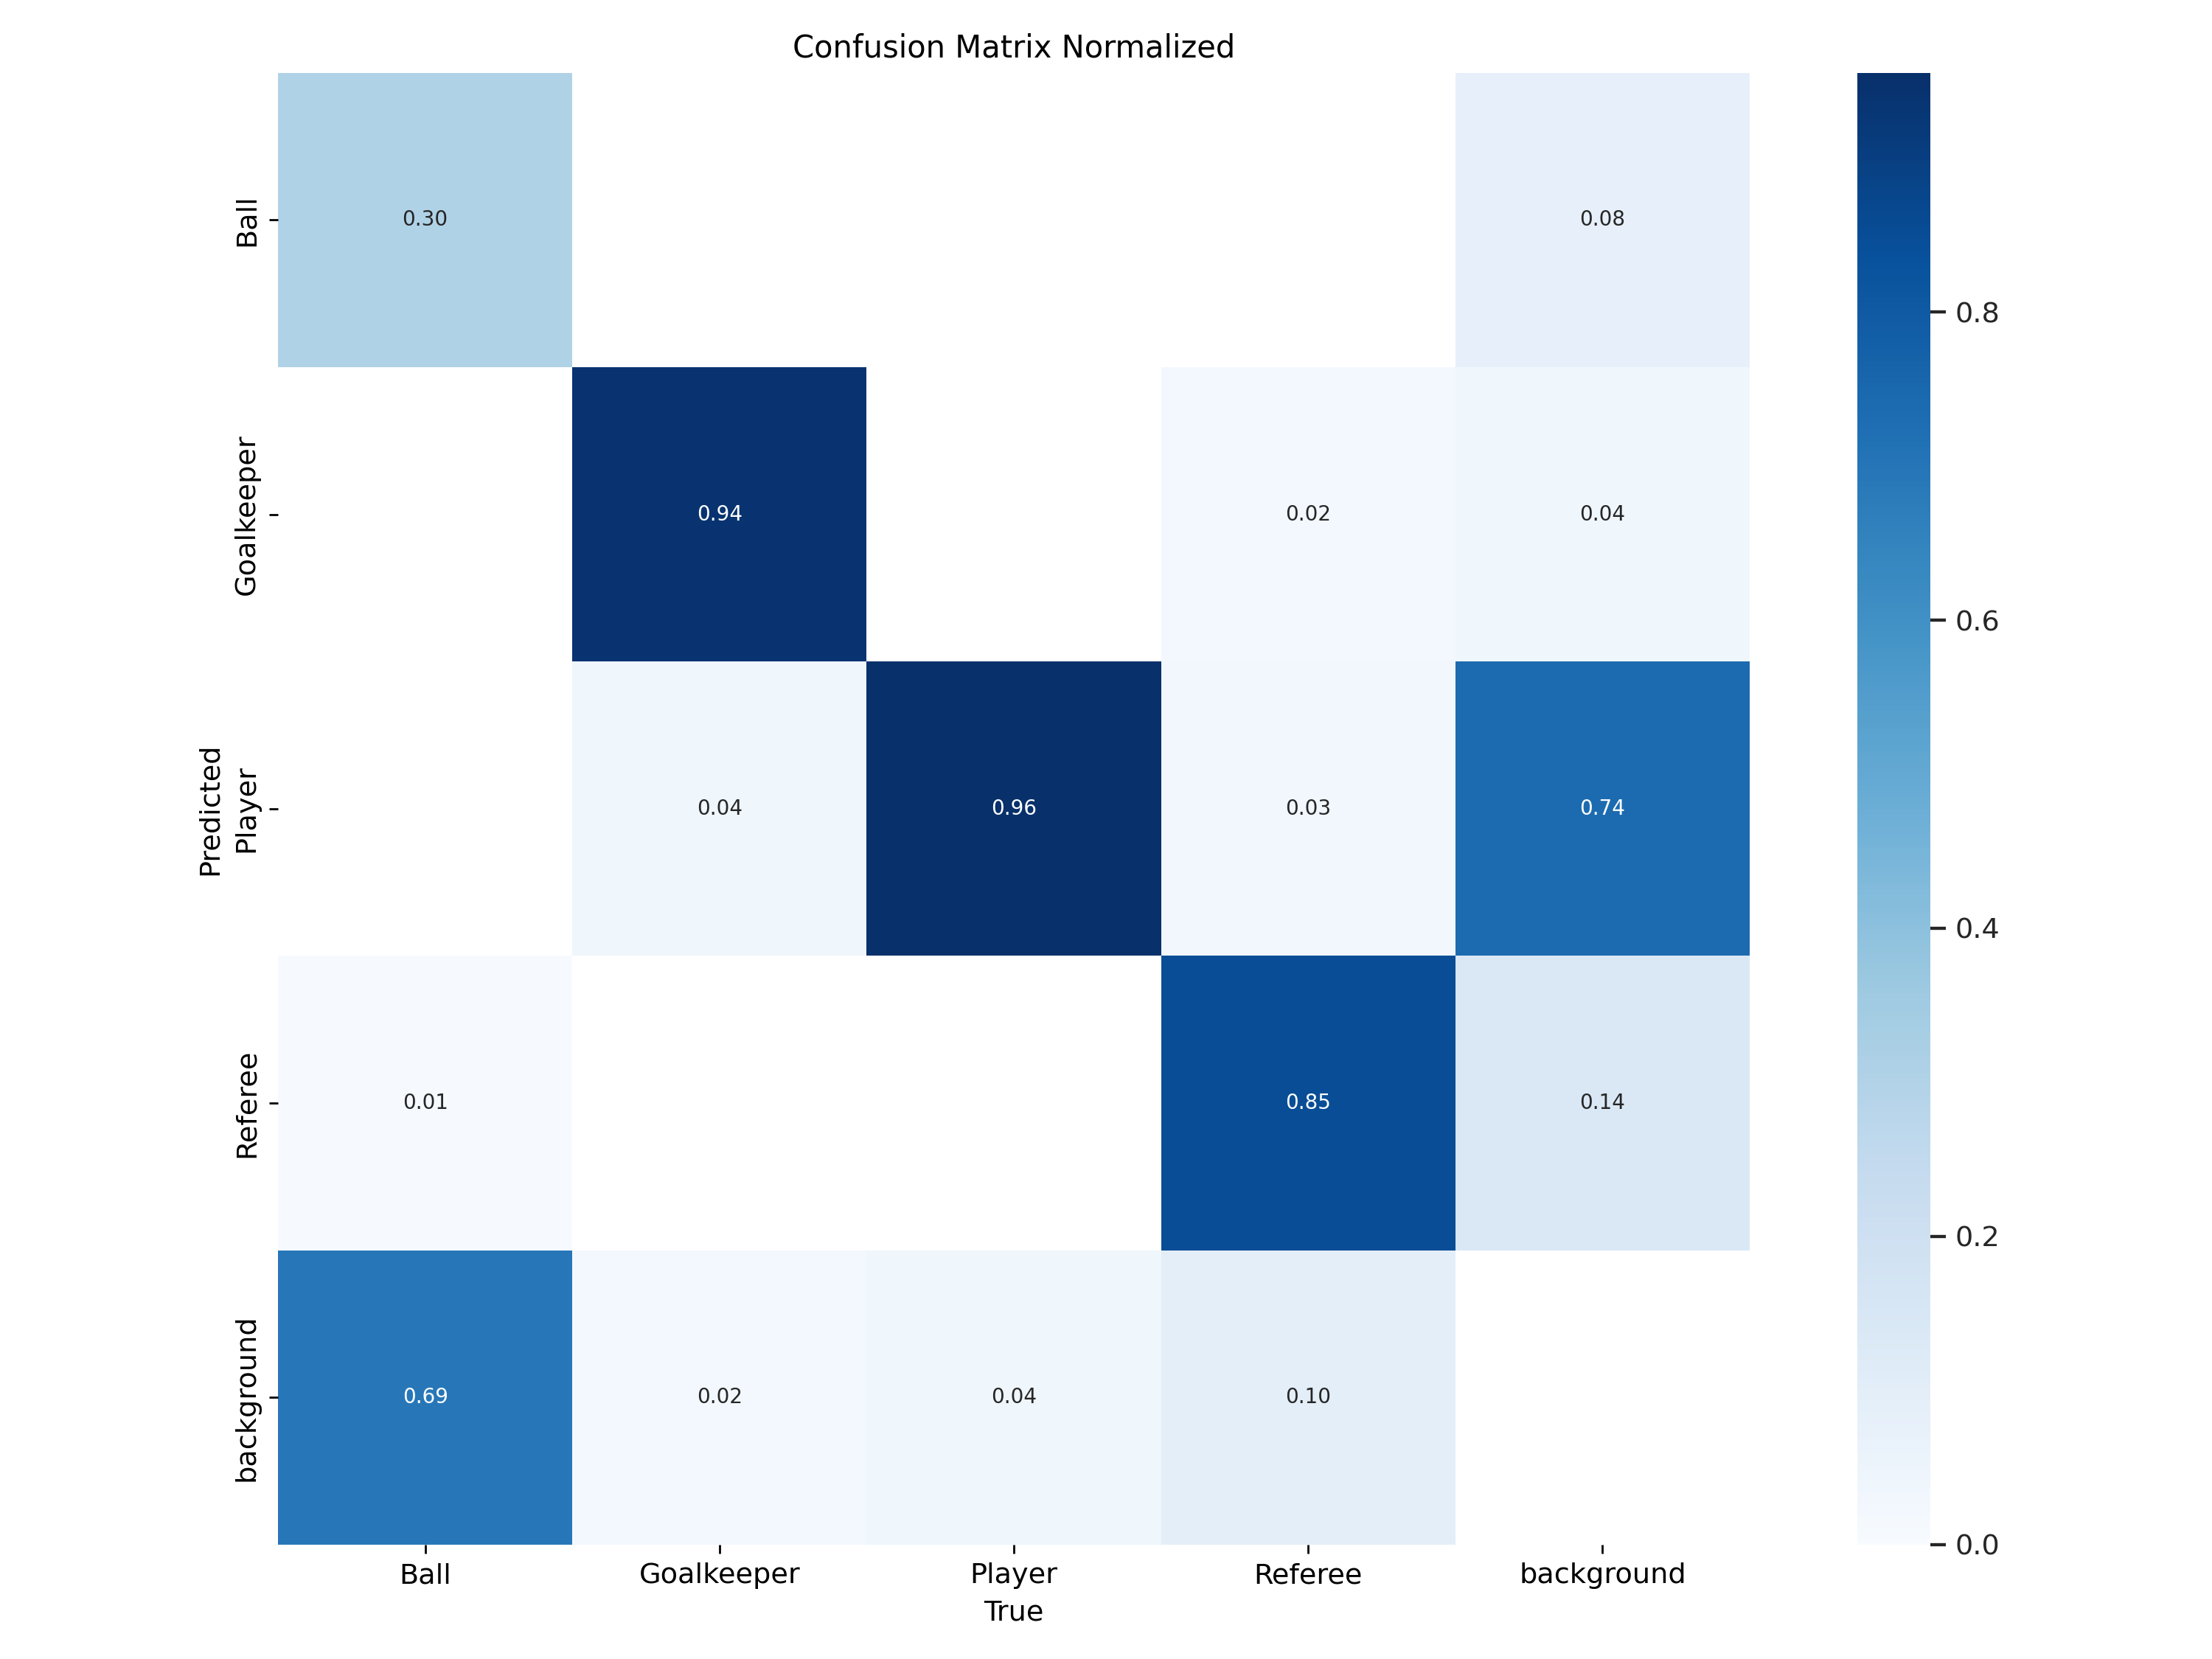 Confusion Matrix Normalized
Ball
0.30
0.08
0.8
Goalkeeper
0.94
0.02
0.04
0.6
Predicted
Player
0.04
0.96
0.03
0.74
0.4
Referee
0.01
0.85
0.14
0.2
background
0.69
0.02
0.04
0.10
0.0
Ball
Goalkeeper
Player
Referee
background
True